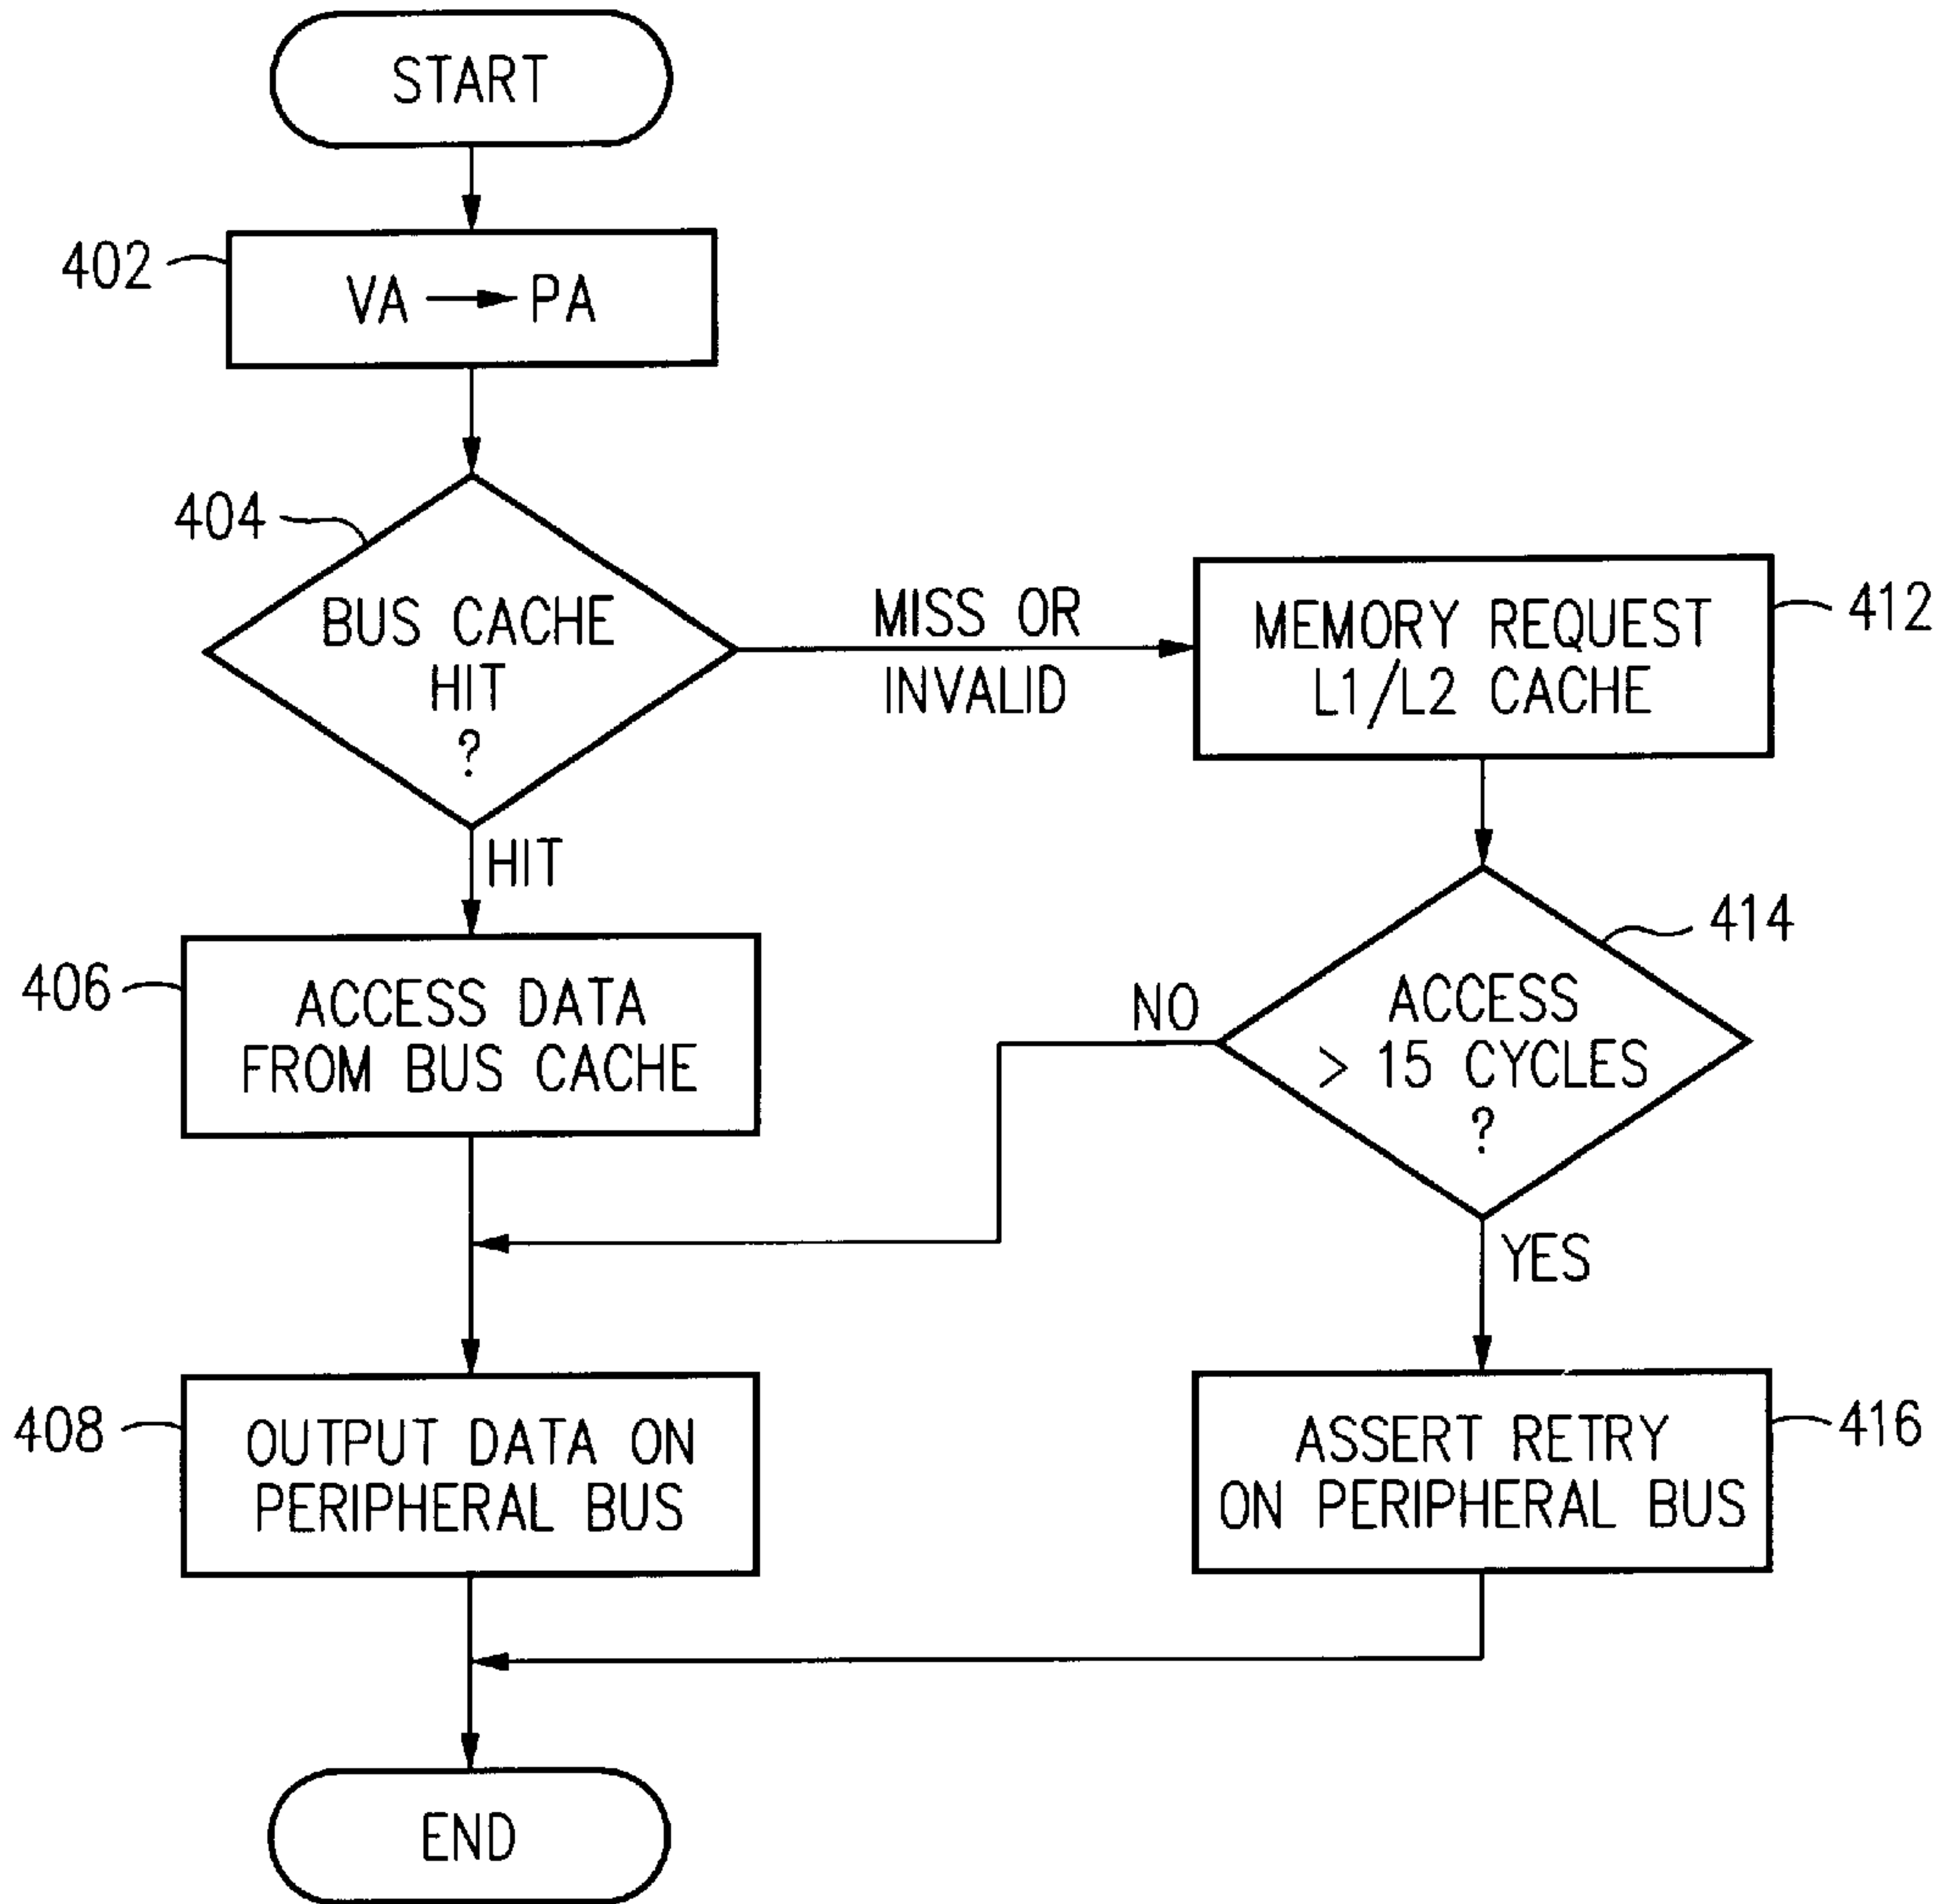 START
402
VA → PA
404
BUS CACHE
HIT
?
MISS OR
INVALID
MEMORY REQUEST
L1/L2 CACHE
412
HIT
414
406
ACCESS DATA
FROM BUS CACHE
NO
ACCESS
> 15 CYCLES
?
YES
408
OUTPUT DATA ON
PERIPHERAL BUS
ASSERT RETRY
ON PERIPHERAL BUS
416
END